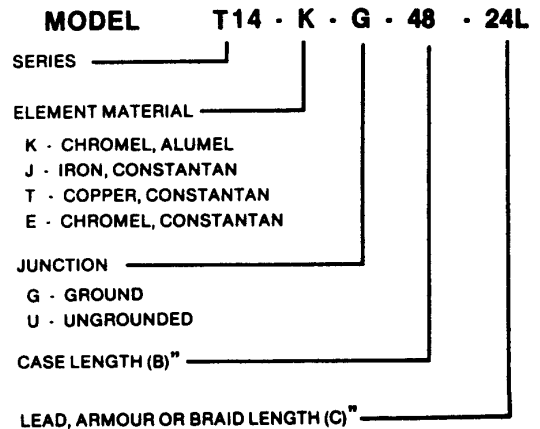 MODEL T14 - K - G - 48 - 24L
SERIES
ELEMENT MATERIAL
K - CHROMEL, ALUMEL
J - IRON, CONSTANTAN
T - COPPER, CONSTANTAN
E - CHROMEL, CONSTANTAN
JUNCTION
G - GROUND
U - UNGROUNDED
CASE LENGTH (B)"
LEAD, ARMOUR OR BRAID LENGTH (C)"